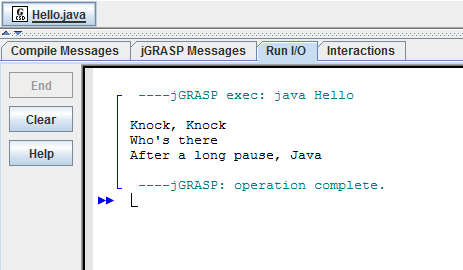 Hello.java
Compile Messages jGRASP Messages Run I/O Interactions
End
Clear
Help
----jGRASP exec: java Hello
Knock, Knock
Who's there
After a long pause, Java
----jGRASP: operation complete.